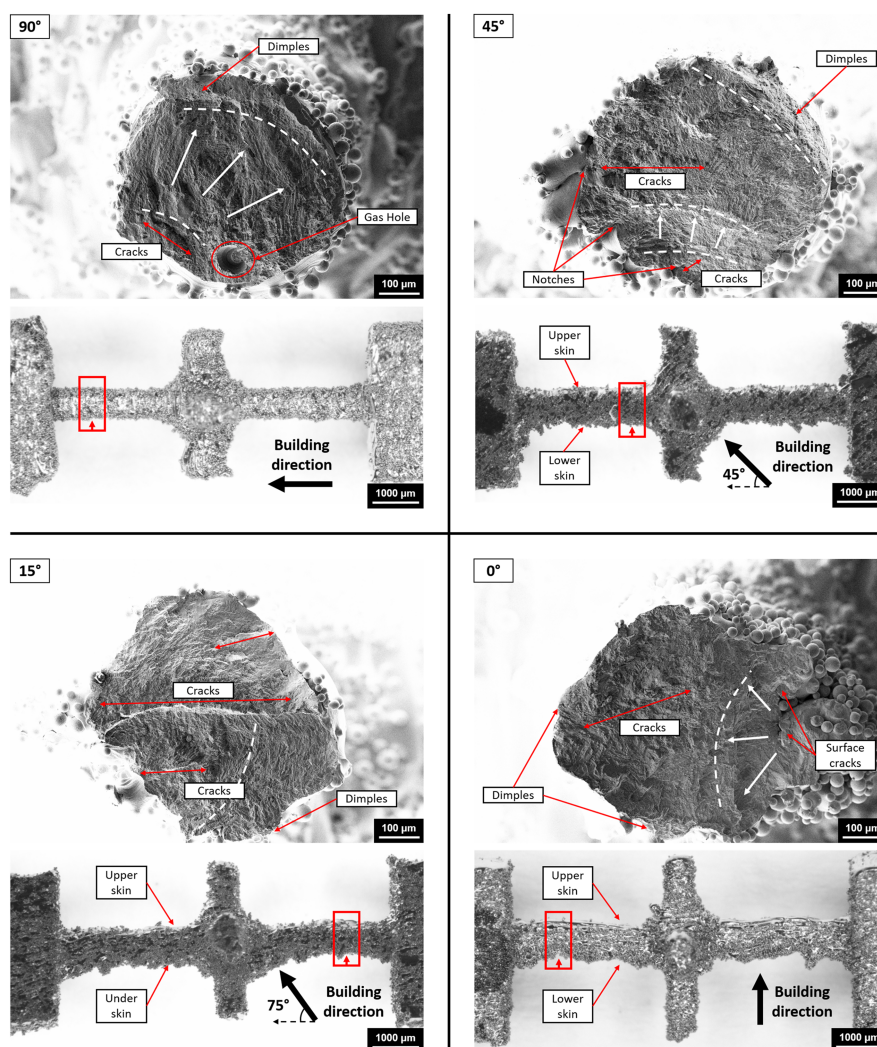 90°
Dimples
Gas Hole
Cracks
100 µm
Building
direction
1000 µm
45°
Dimples
Cracks
Notches
Cracks
100 µm
Upper
skin
Lower
skin
45°
Building
direction
1000 µm
15°
Cracks
Cracks
Dimples
100 µm
Upper
skin
Under
skin
75°
Building
direction
1000 µm
0°
Cracks
Surface
cracks
Dimples
100 µm
Upper
skin
Lower
skin
Building
direction
1000 µm